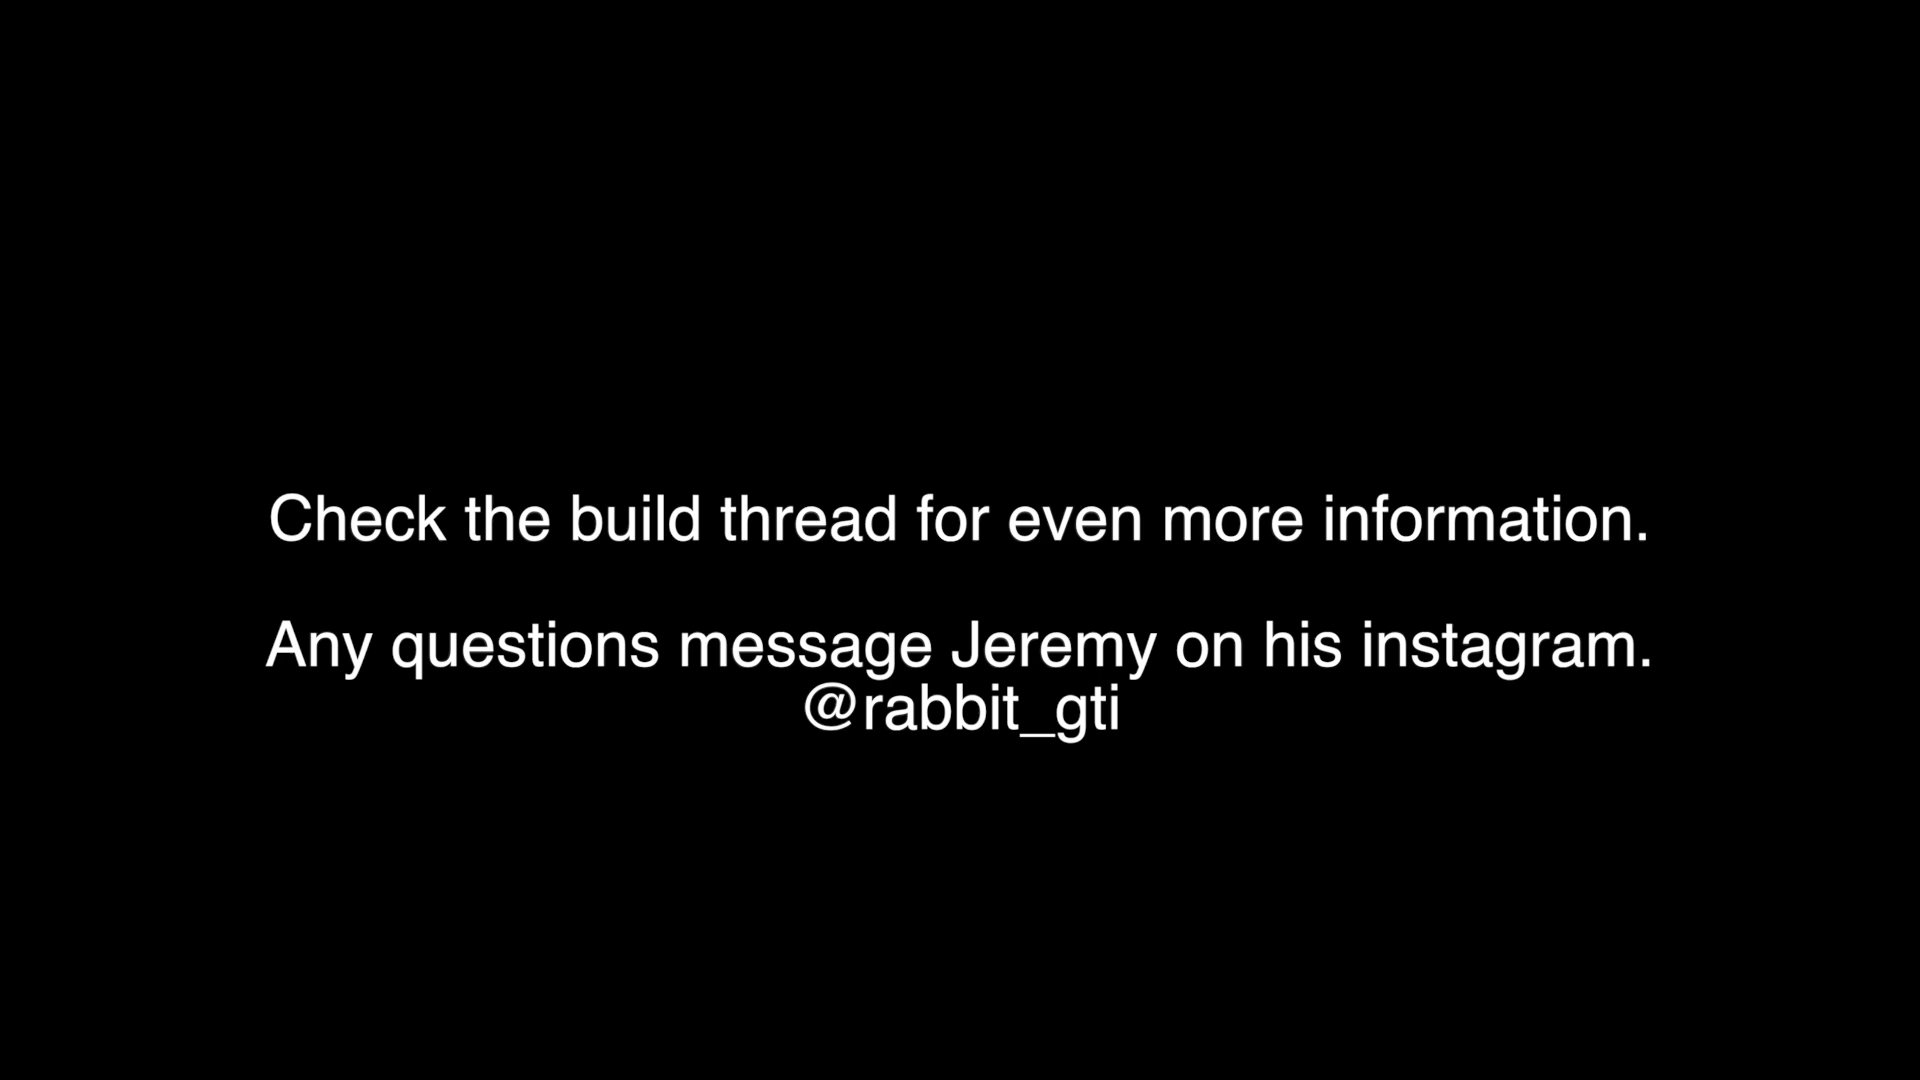 Check the build thread for even more information.
Any questions message Jeremy on his instagram.
@rabbit_gti